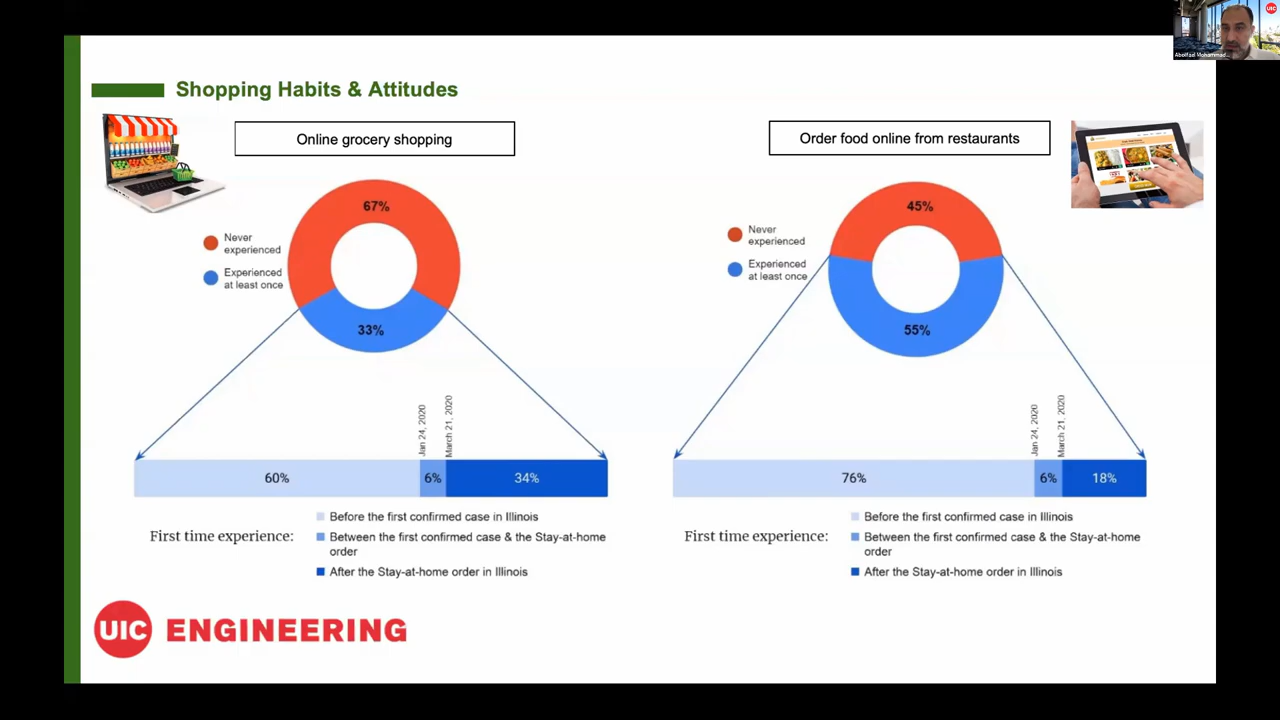 UIC
Abolfazl Mohammad...
Shopping Habits & Attitudes
Online grocery shopping
67%
Never
experienced
Experienced
at least once
33%
Jan 24, 2020
March 21, 2020
60%
6%
34%
First time experience:
Before the first confirmed case in Illinois
Between the first confirmed case & the Stay-at-home
order
After the Stay-at-home order in Illinois
Order food online from restaurants
45%
Never
experienced
Experienced
at least once
55%
Jan 24, 2020
March 21, 2020
76%
6%
18%
First time experience:
Before the first confirmed case in Illinois
Between the first confirmed case & the Stay-at-home
order
After the Stay-at-home order in Illinois
UIC ENGINEERING